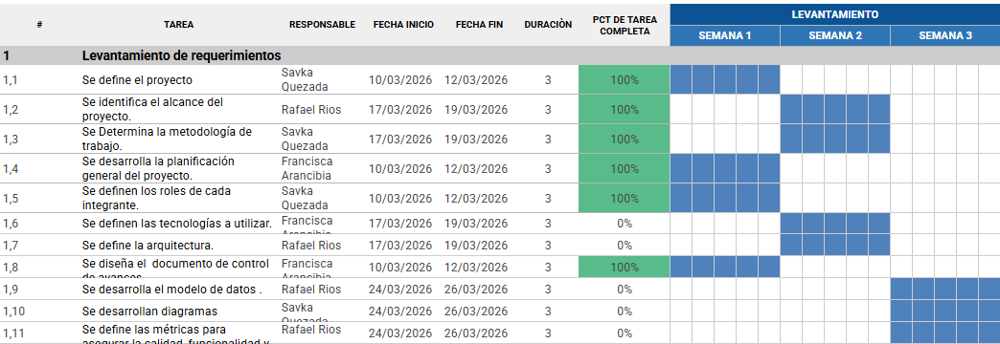 # TAREA RESPONSABLE FECHA INICIO FECHA FIN DURACIÒN PCT DE TAREA COMPLETA LEVANTAMIENTO
SEMANA 1 SEMANA 2 SEMANA 3
1 Levantamiento de requerimientos
1,1 Se define el proyecto Savka Quezada 10/03/2026 12/03/2026 3 100%
1,2 Se identifica el alcance del proyecto. Rafael Rios 17/03/2026 19/03/2026 3 100%
1,3 Se Determina la metodología de trabajo. Savka Quezada 17/03/2026 19/03/2026 3 100%
1,4 Se desarrolla la planificación general del proyecto. Francisca Arancibia 10/03/2026 12/03/2026 3 100%
1,5 Se definen los roles de cada integrante. Savka Quezada 10/03/2026 12/03/2026 3 100%
1,6 Se definen las tecnologías a utilizar. Francisca Arancibia 17/03/2026 19/03/2026 3 0%
1,7 Se define la arquitectura. Rafael Rios 17/03/2026 19/03/2026 3 0%
1,8 Se diseña el documento de control de avances. Francisca Arancibia 10/03/2026 12/03/2026 3 100%
1,9 Se desarrolla el modelo de datos . Rafael Rios 24/03/2026 26/03/2026 3 0%
1,10 Se desarrollan diagramas Savka Quezada 24/03/2026 26/03/2026 3 0%
1,11 Se define las métricas para asegurar la calidad, funcionalidad y Rafael Rios 24/03/2026 26/03/2026 3 0%